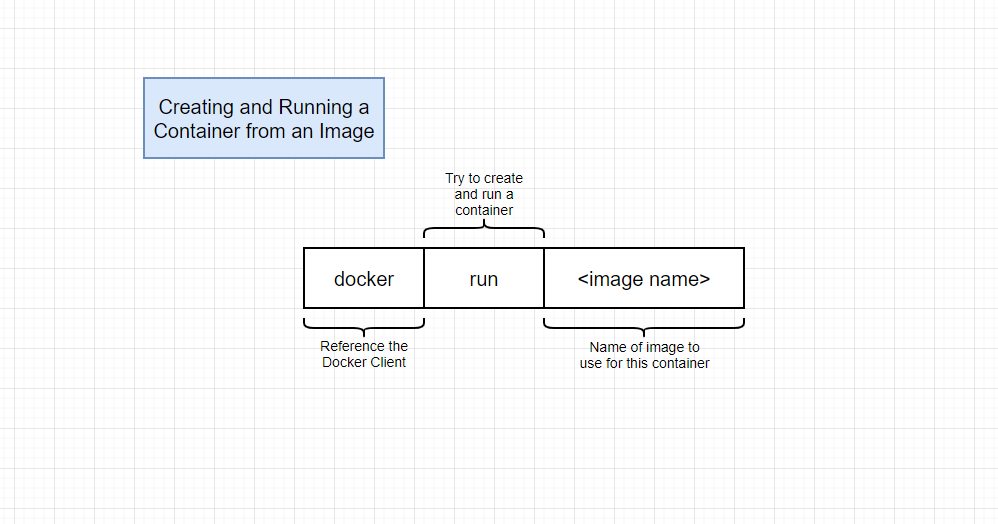 Creating and Running a
Container from an Image
Try to create
and run a
container
docker
run
<image name>
Reference the
Docker Client
Name of image to
use for this container